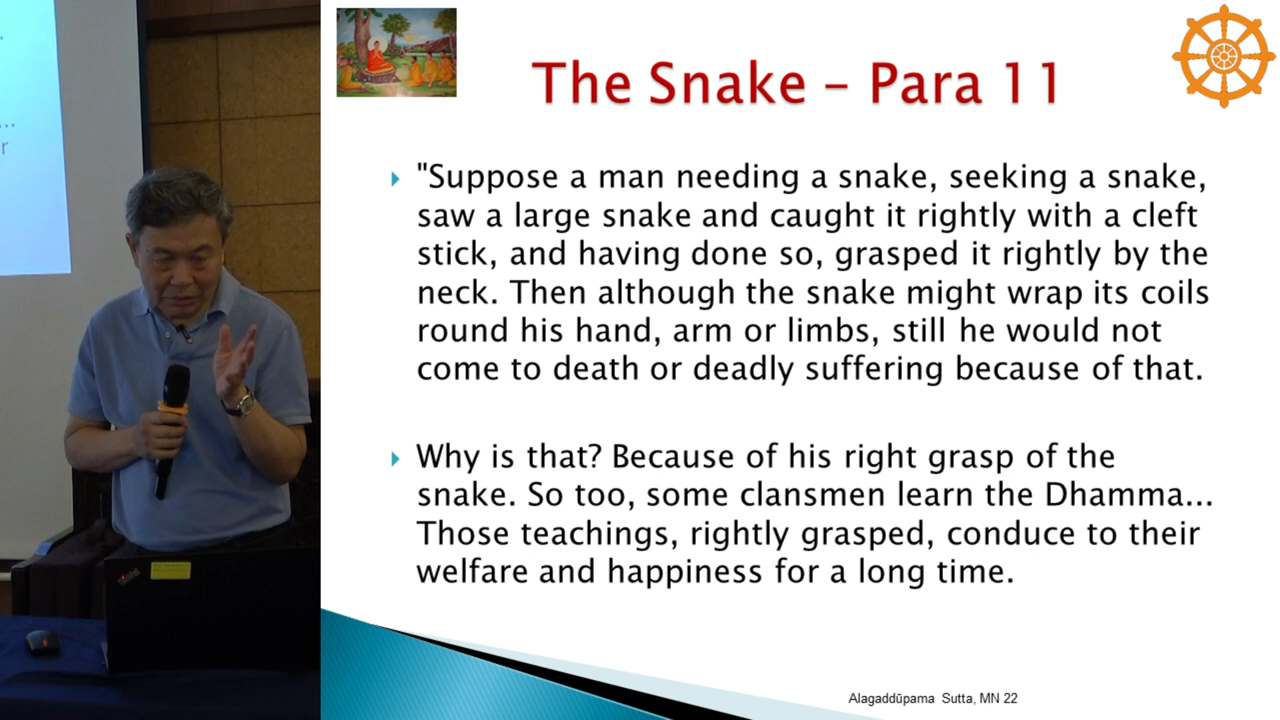 The Snake – Para 11
"Suppose a man needing a snake, seeking a snake,
saw a large snake and caught it rightly with a cleft
stick, and having done so, grasped it rightly by the
neck. Then although the snake might wrap its coils
round his hand, arm or limbs, still he would not
come to death or deadly suffering because of that.
Why is that? Because of his right grasp of the
snake. So too, some clansmen learn the Dhamma...
Those teachings, rightly grasped, conduce to their
welfare and happiness for a long time.
Alagaddūpama Sutta, MN 22